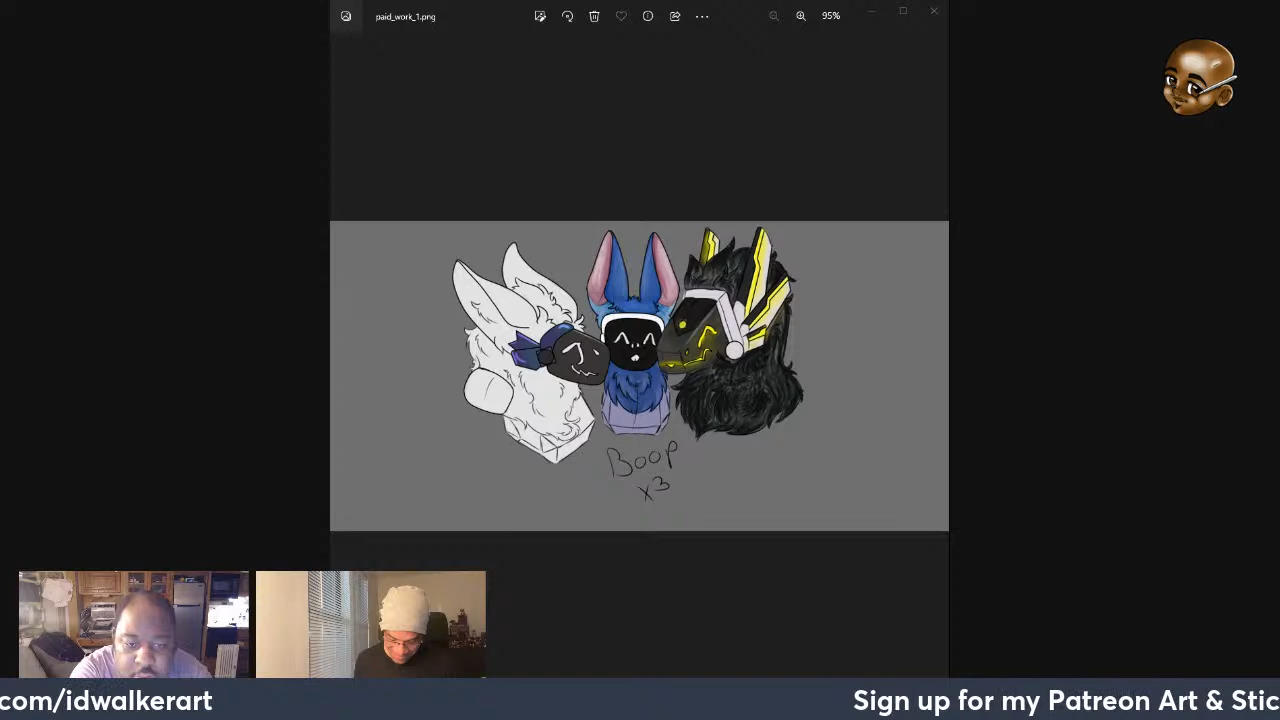 paid_work_1.png
95%
Boop
x3
com/idwalkerart
Sign up for my Patreon Art & Stic